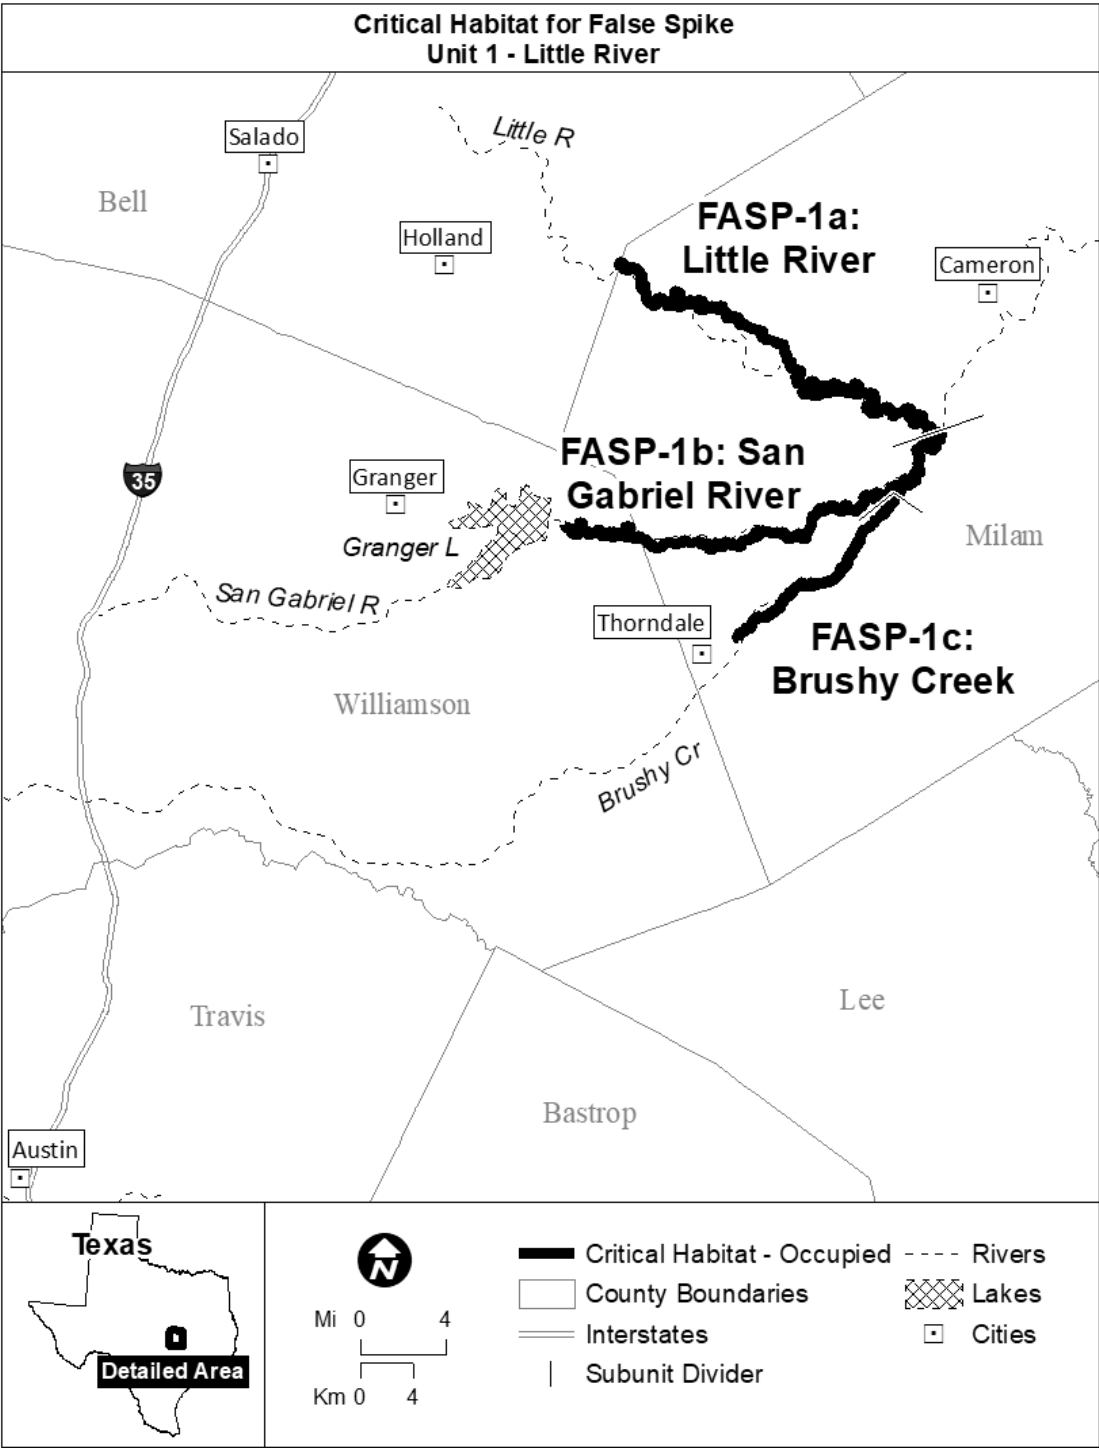 Critical Habitat for False Spike
Unit 1 - Little River
Salado
Little R
Bell
FASP-1a:
Little River
Holland
Cameron
35
FASP-1b: San
Gabriel River
Granger
Granger L
Milam
San Gabriel R
Thorndale
FASP-1c:
Brushy Creek
Williamson
Brushy Cr
Lee
Travis
Bastrop
Austin
Texas
Detailed Area
N
Mi 0 4
Km 0 4
Critical Habitat - Occupied
County Boundaries
Interstates
Subunit Divider
Rivers
Lakes
Cities